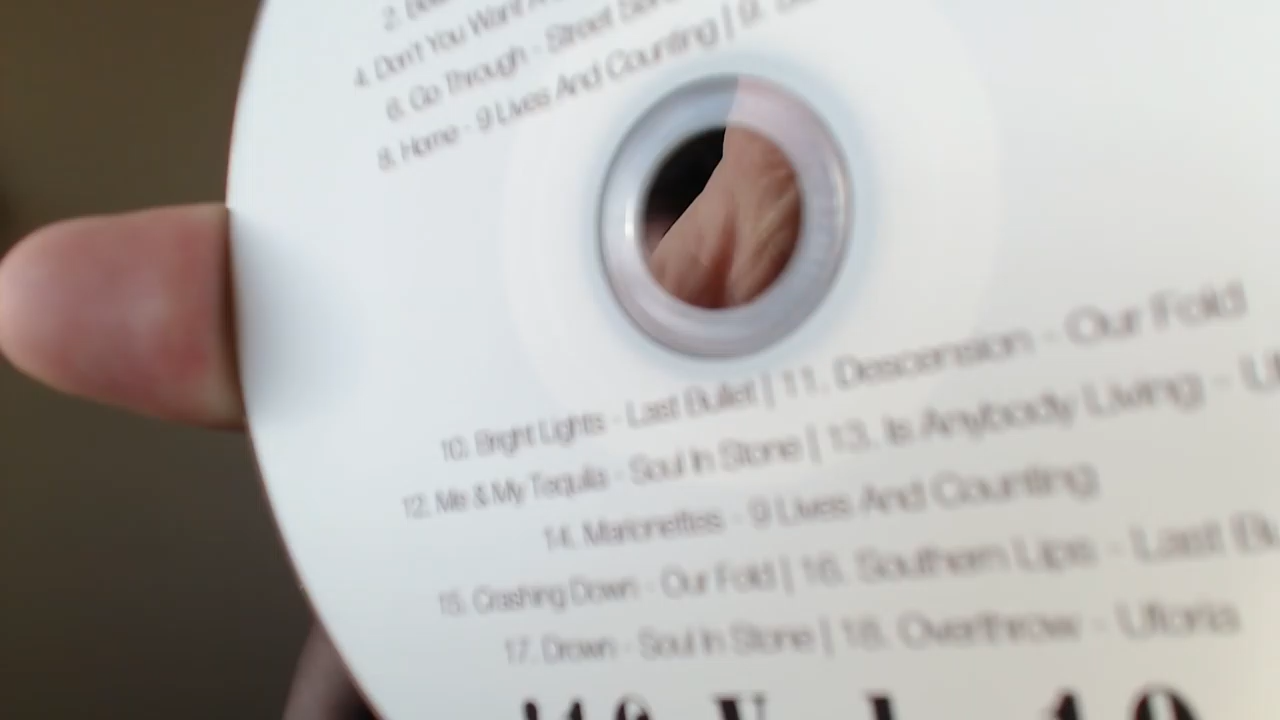 2.
4. Don't You Want
6. Go Through - Street
8. Home - 9 Lives And Counting | 9.
10. Bright Lights - Last Bullet | 11. Descension - Our Fold
12. Me & My Tequila - Soul In Stone | 13. Is Anybody Living -
14. Marionettes - 9 Lives And Counting
15. Crashing Down - Our Fold | 16. Southern Lips - Last Bu
17. Drown - Soul In Stone | 18. Overthrow - Utoria